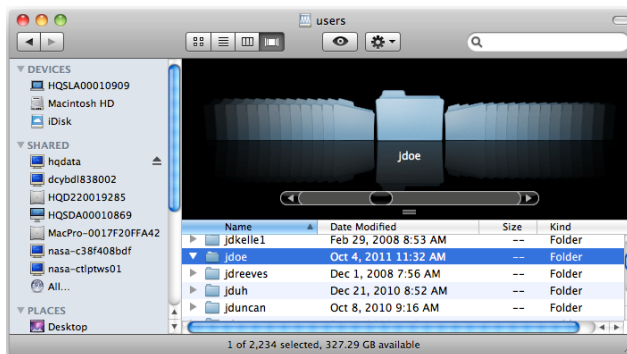 users
DEVICES
HQSLA00010909
Macintosh HD
iDisk
SHARED
hqdata
dcybdl838002
HQD220019285
HQSDA00010869
MacPro-0017F20FFA42
nasa-c38f408bdf
nasa-ctlptws01
All...
PLACES
Desktop
jdoe
Name Date Modified Size Kind
jdkelle1 Feb 29, 2008 8:53 AM -- Folder
jdoe Oct 4, 2011 11:32 AM -- Folder
jdreeves Dec 1, 2008 7:56 AM -- Folder
jduh Dec 21, 2010 8:52 AM -- Folder
jduncan Oct 8, 2010 9:16 AM -- Folder
1 of 2,234 selected, 327.29 GB available